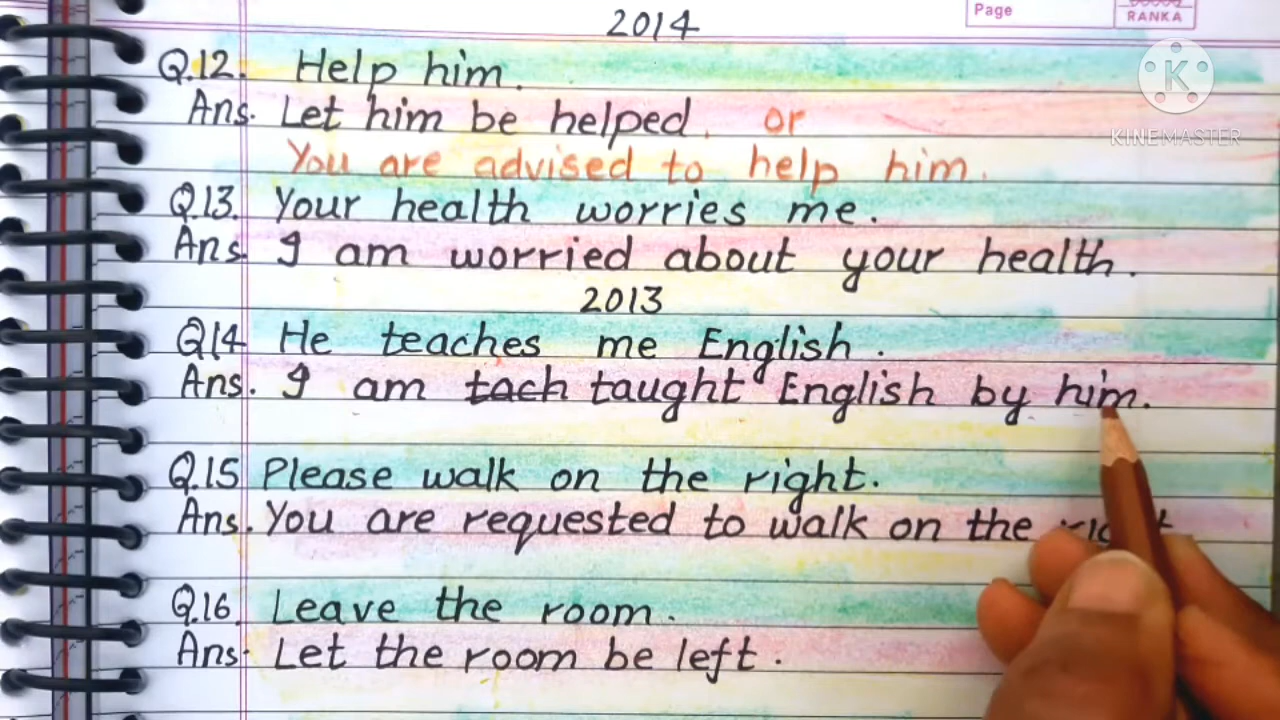 Page
RANKA
2014
Q.12. Help him.
Ans. Let him be helped. or
You are advised to help him.
Q.13. Your health worries me.
Ans. I am worried about your health.
2013
Q14 He teaches me English.
Ans. I am tach taught English by him.
Q.15 Please walk on the right.
Ans. You are requested to walk on the right
Q.16. Leave the room.
Ans. Let the room be left.
K
KINEMASTER